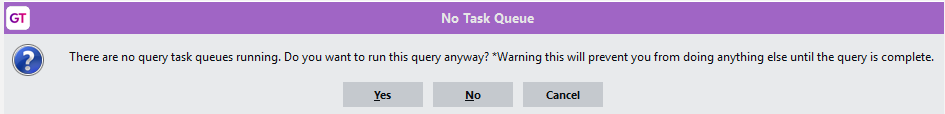 GT
No Task Queue
There are no query task queues running. Do you want to run this query anyway? *Warning this will prevent you from doing anything else until the query is complete.
Yes
No
Cancel